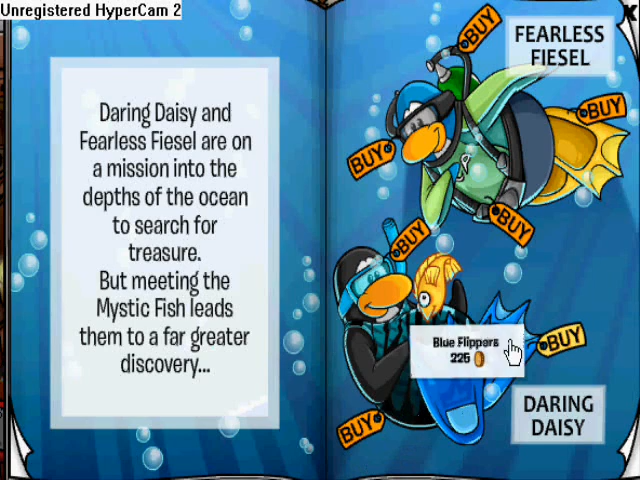 Unregistered HyperCam 2
Daring Daisy and
Fearless Fiesel are on
a mission into the
depths of the ocean
to search for
treasure.
But meeting the
Mystic Fish leads
them to a far greater
discovery...
FEARLESS
FIESEL
BUY
BUY
BUY
BUY
BUY
Blue Flippers
225
BUY
BUY
DARING
DAISY